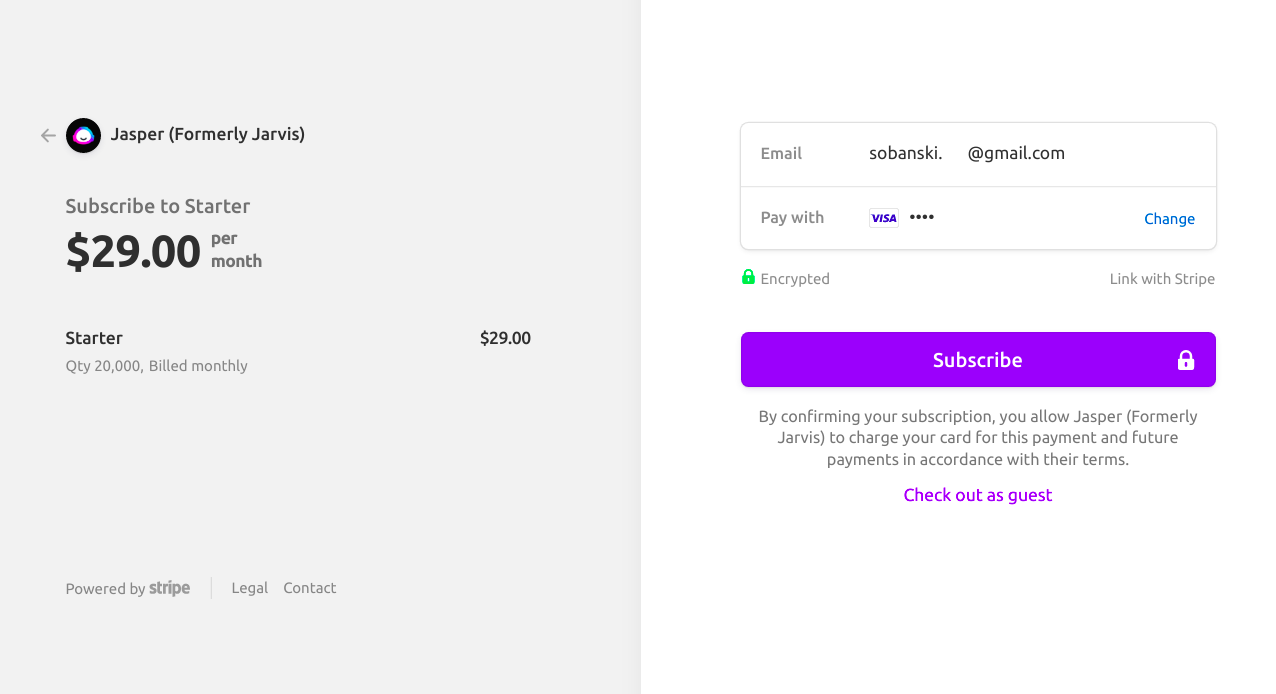 Jasper (Formerly Jarvis)
Subscribe to Starter
$29.00 per
month
Starter $29.00
Qty 20,000, Billed monthly
Powered by stripe Legal Contact
Email sobanski. @gmail.com
Pay with VISA •••• Change
Encrypted Link with Stripe
Subscribe
By confirming your subscription, you allow Jasper (Formerly
Jarvis) to charge your card for this payment and future
payments in accordance with their terms.
Check out as guest